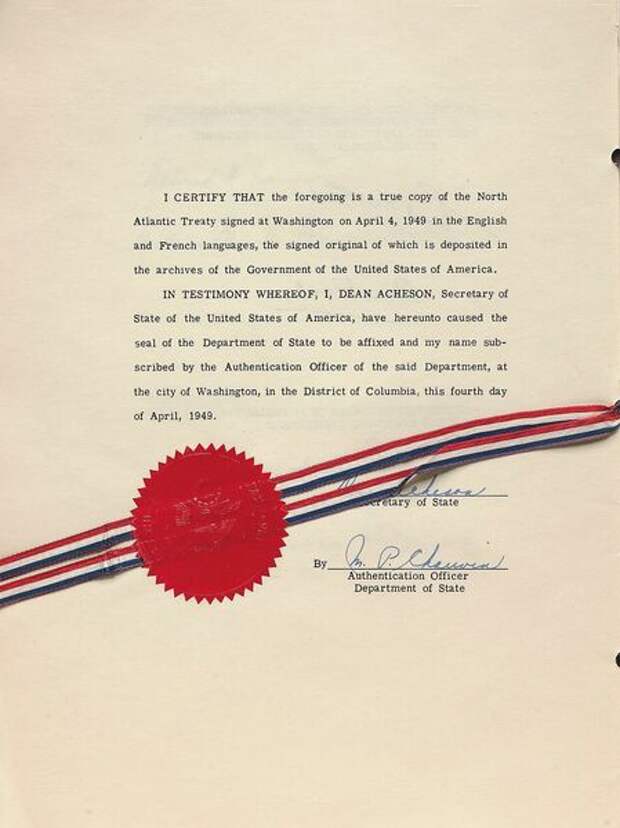 I CERTIFY THAT the foregoing is a true copy of the North
Atlantic Treaty signed at Washington on April 4, 1949 in the English
and French languages, the signed original of which is deposited in
the archives of the Government of the United States of America.
IN TESTIMONY WHEREOF, I, DEAN ACHESON, Secretary of
State of the United States of America, have hereunto caused the
seal of the Department of State to be affixed and my name sub-
scribed by the Authentication Officer of the said Department, at
the city of Washington, in the District of Columbia, this fourth day
of April, 1949.
Acheson
Secretary of State
By M. P. Chauvin
Authentication Officer
Department of State